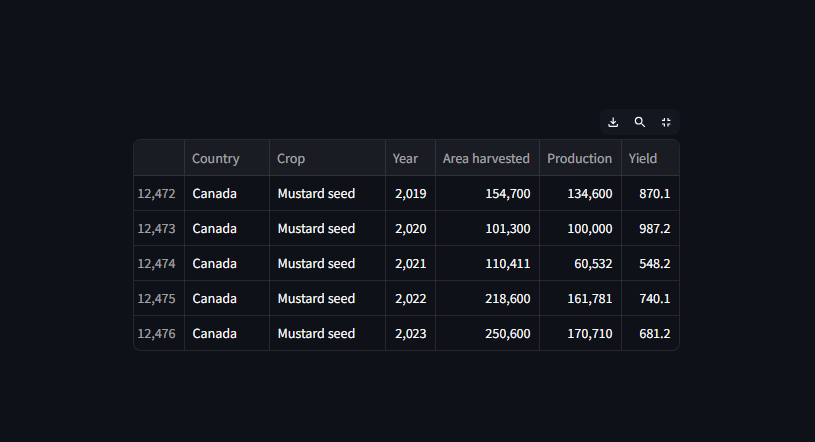 Country Crop Year Area harvested Production Yield
12,472 Canada Mustard seed 2,019 154,700 134,600 870.1
12,473 Canada Mustard seed 2,020 101,300 100,000 987.2
12,474 Canada Mustard seed 2,021 110,411 60,532 548.2
12,475 Canada Mustard seed 2,022 218,600 161,781 740.1
12,476 Canada Mustard seed 2,023 250,600 170,710 681.2